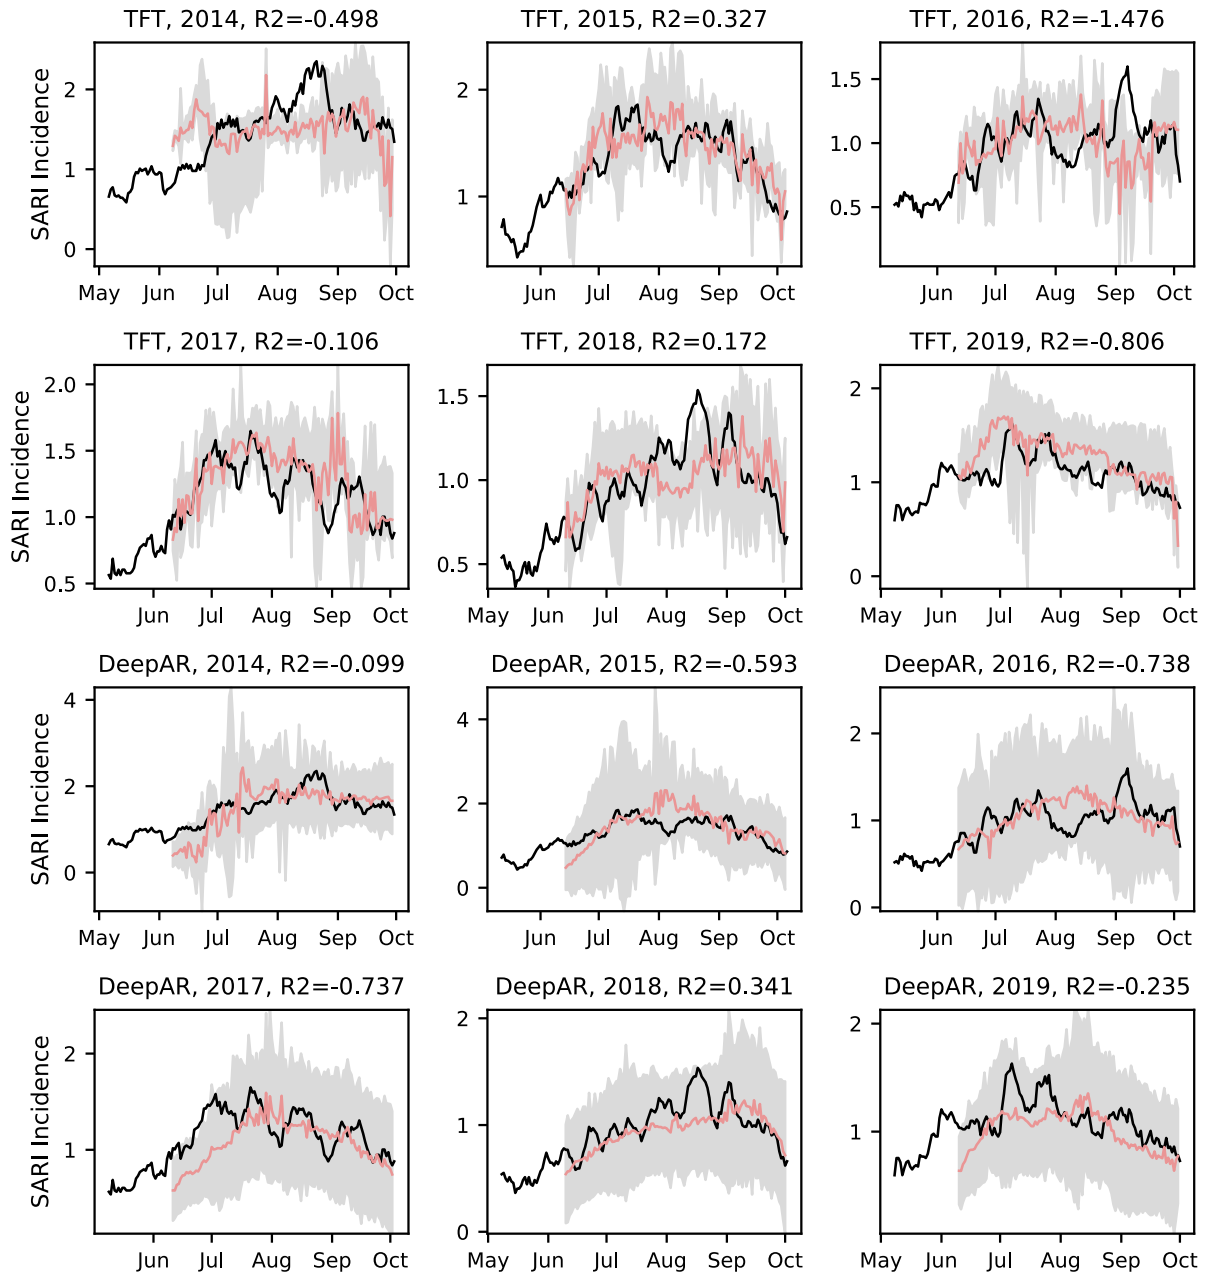 TFT, 2014, R2=-0.498
TFT, 2015, R2=0.327
TFT, 2016, R2=-1.476
SARI Incidence
2
1
0
2
1
1.5
1.0
0.5
May Jun Jul Aug Sep Oct
Jun Jul Aug Sep Oct
Jun Jul Aug Sep Oct
TFT, 2017, R2=-0.106
TFT, 2018, R2=0.172
TFT, 2019, R2=-0.806
SARI Incidence
2.0
1.5
1.0
0.5
1.5
1.0
0.5
2
1
0
Jun Jul Aug Sep Oct
May Jun Jul Aug Sep Oct
May Jun Jul Aug Sep Oct
DeepAR, 2014, R2=-0.099
DeepAR, 2015, R2=-0.593
DeepAR, 2016, R2=-0.738
SARI Incidence
4
2
0
4
2
0
2
1
0
May Jun Jul Aug Sep Oct
Jun Jul Aug Sep Oct
Jun Jul Aug Sep Oct
DeepAR, 2017, R2=-0.737
DeepAR, 2018, R2=0.341
DeepAR, 2019, R2=-0.235
SARI Incidence
2
1
2
1
0
2
1
Jun Jul Aug Sep Oct
May Jun Jul Aug Sep Oct
May Jun Jul Aug Sep Oct